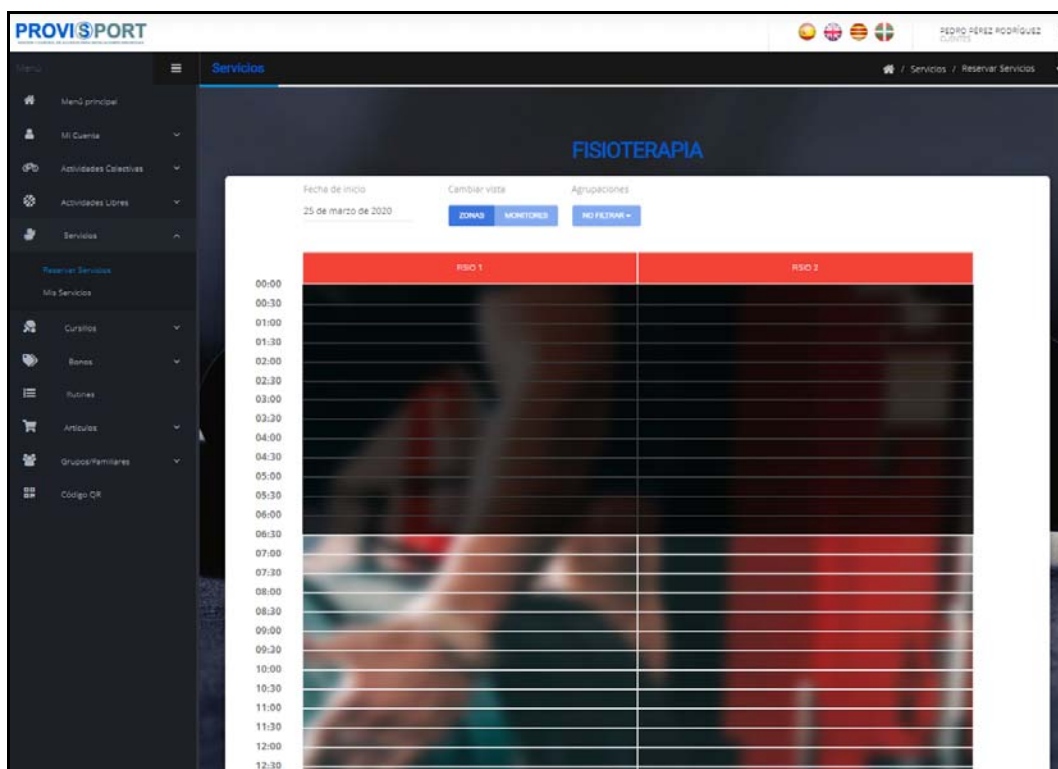 PROVISPORT
PEDRO PÉREZ RODRÍGUEZ
CLIENTES
Menú
Servicios
/ Servicios / Reservar Servicios
Menú principal
Mi Cuenta
Actividades Colectivas
Actividades Libres
Servicios
Reservar Servicios
Mis Servicios
Cursillos
Bonos
Rutinas
Artículos
Grupos/Familiares
Código QR
FISIOTERAPIA
Fecha de inicio
Cambiar vista
Agrupaciones
25 de marzo de 2020
ZONAS
MONITORES
NO FILTRAR
FISIO 1
FISIO 2
00:00
00:30
01:00
01:30
02:00
02:30
03:00
03:30
04:00
04:30
05:00
05:30
06:00
06:30
07:00
07:30
08:00
08:30
09:00
09:30
10:00
10:30
11:00
11:30
12:00
12:30